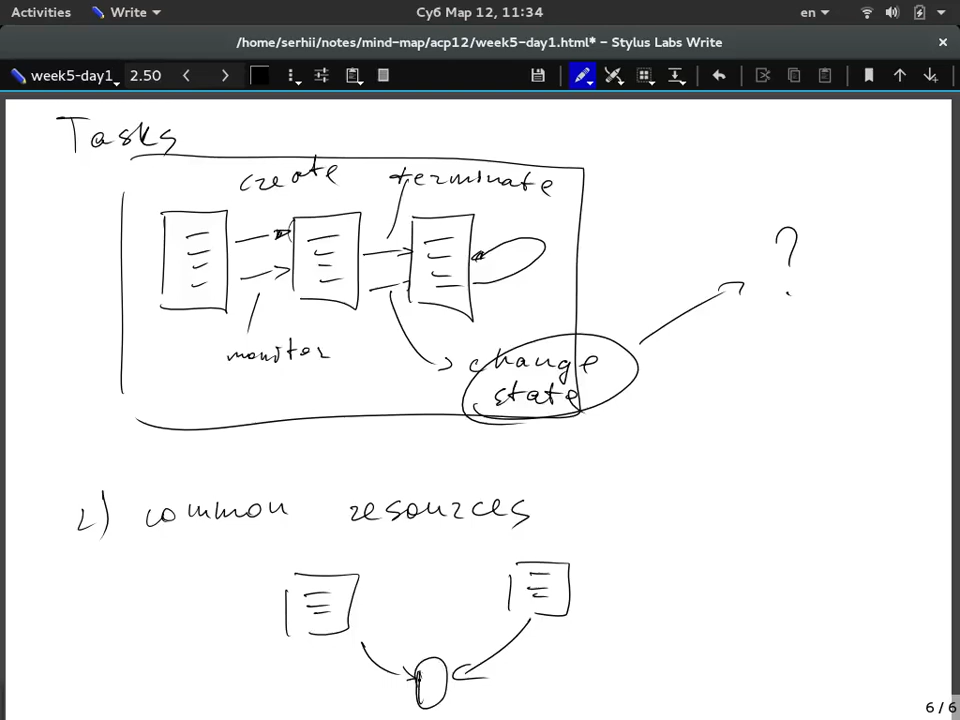 Activities Write Суб Мар 12, 11:34 en
/home/serhii/notes/mind-map/acp12/week5-day1.html* – Stylus Labs Write
week5-day1 2.50
Tasks
create terminate
?
monitor change
state
2) common resources
6 / 6